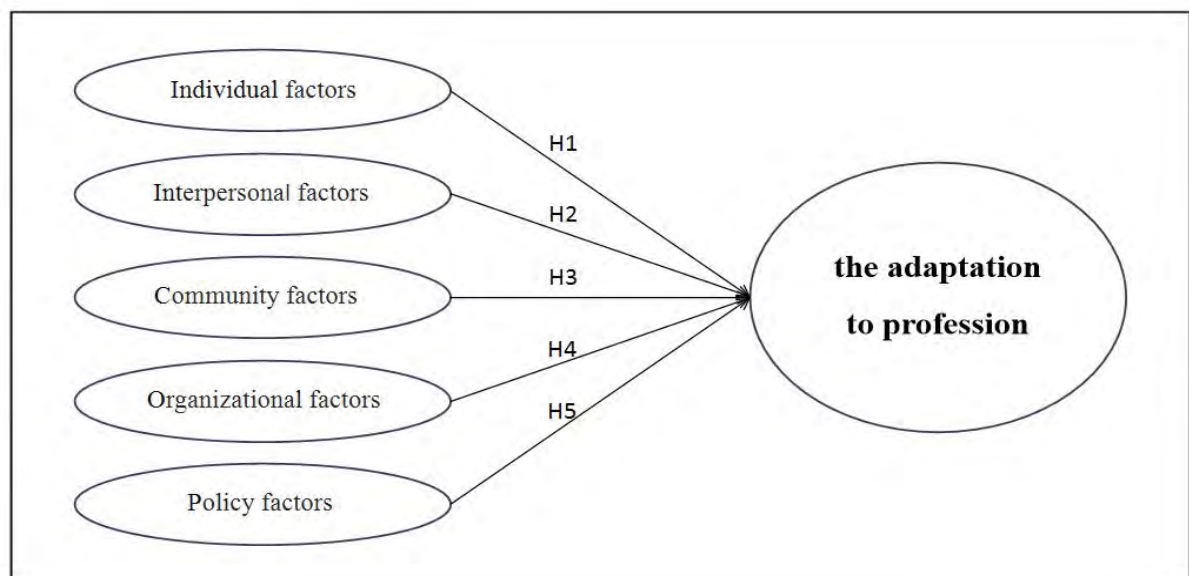 Individual factors
H1
Interpersonal factors
H2
Community factors
H3
the adaptation
to profession
Organizational factors
H4
Policy factors
H5